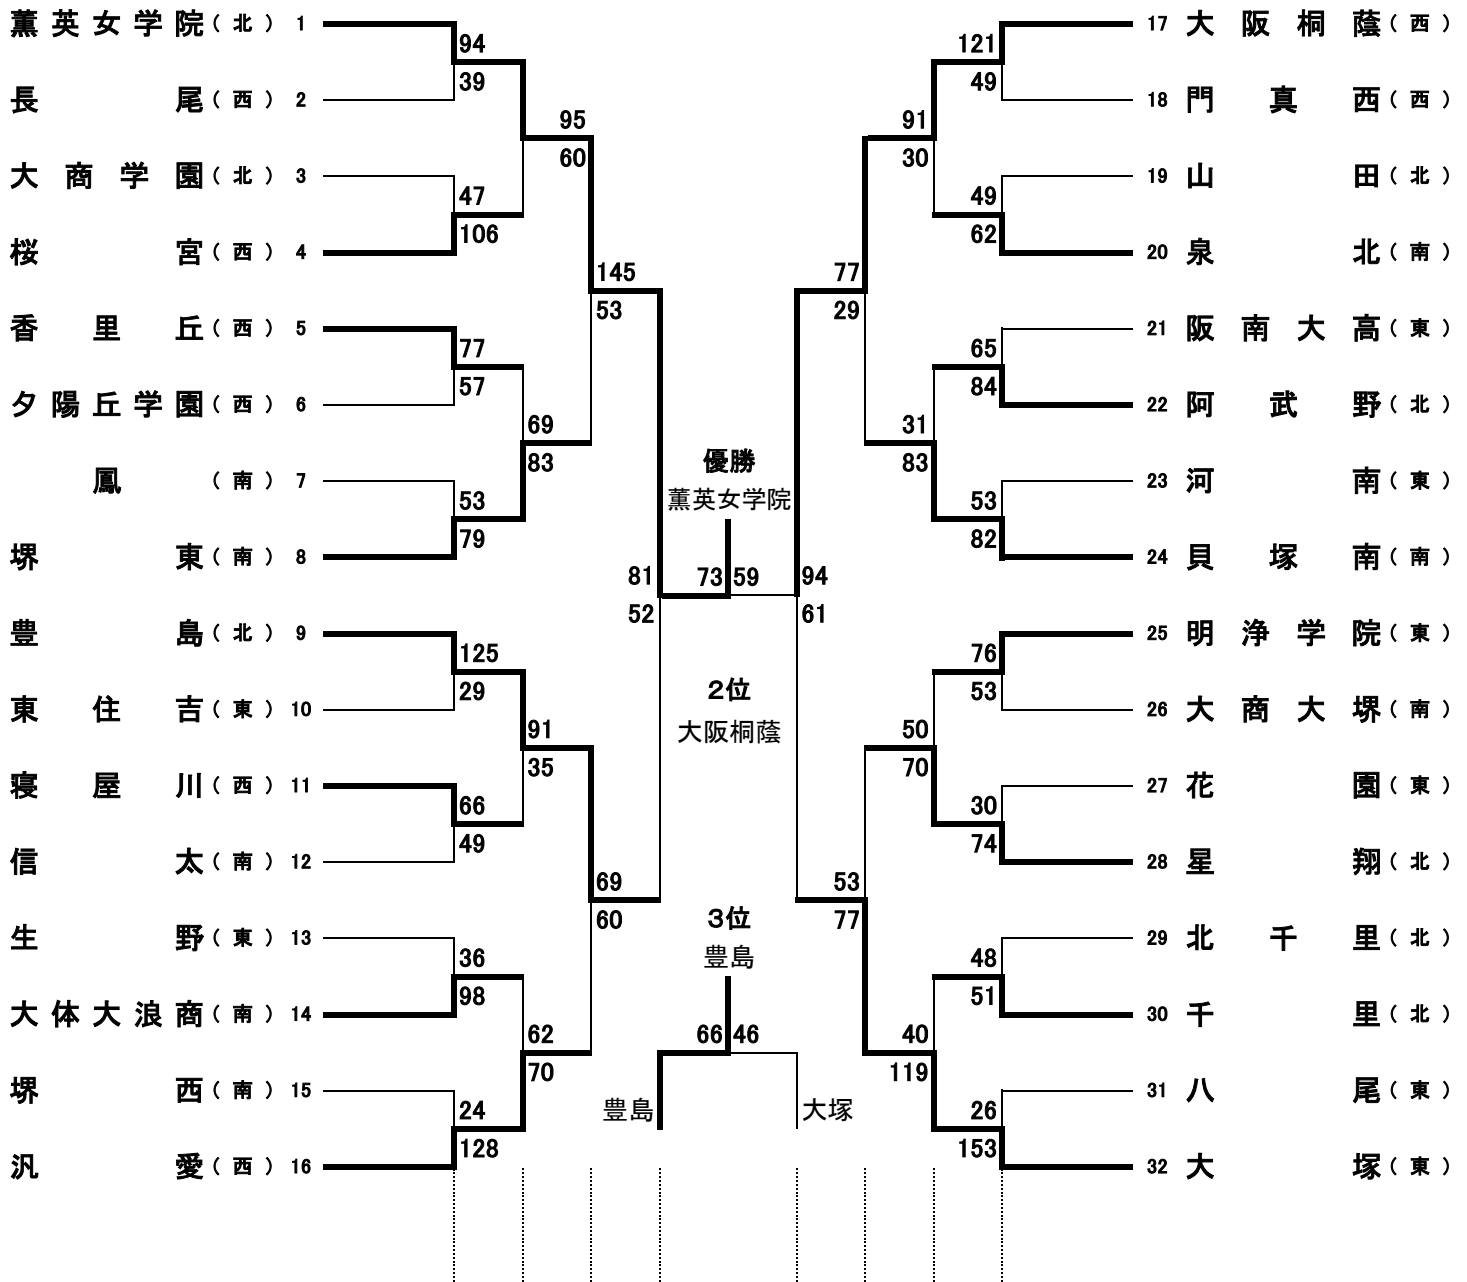 薫英女学院（北） 1
94
39
長尾（西） 2
95
60
大商学園（北） 3
47
106
桜宮（西） 4
145
53
香里丘（西） 5
77
57
夕陽丘学園（西） 6
69
83
鳳（南） 7
53
79
堺東（南） 8
81
52
豊島（北） 9
125
29
東住吉（東） 10
91
35
寝屋川（西） 11
66
49
信太（南） 12
69
60
生野（東） 13
36
98
大体大浪商（南） 14
62
70
堺西（南） 15
24
128
汎愛（西） 16
優勝
薫英女学院
73 59
2位
大阪桐蔭
3位
豊島
66 46
豊島 大塚
17 大阪桐蔭（西）
121
49
18 門真西（西）
91
30
19 山田（北）
49
62
20 泉北（南）
77
29
21 阪南大高（東）
65
84
22 阿武野（北）
31
83
23 河南（東）
53
82
24 貝塚南（南）
94
61
25 明浄学院（東）
76
53
26 大商大堺（南）
50
70
27 花園（東）
30
74
28 星翔（北）
53
77
29 北千里（北）
48
51
30 千里（北）
40
119
31 八尾（東）
26
153
32 大塚（東）